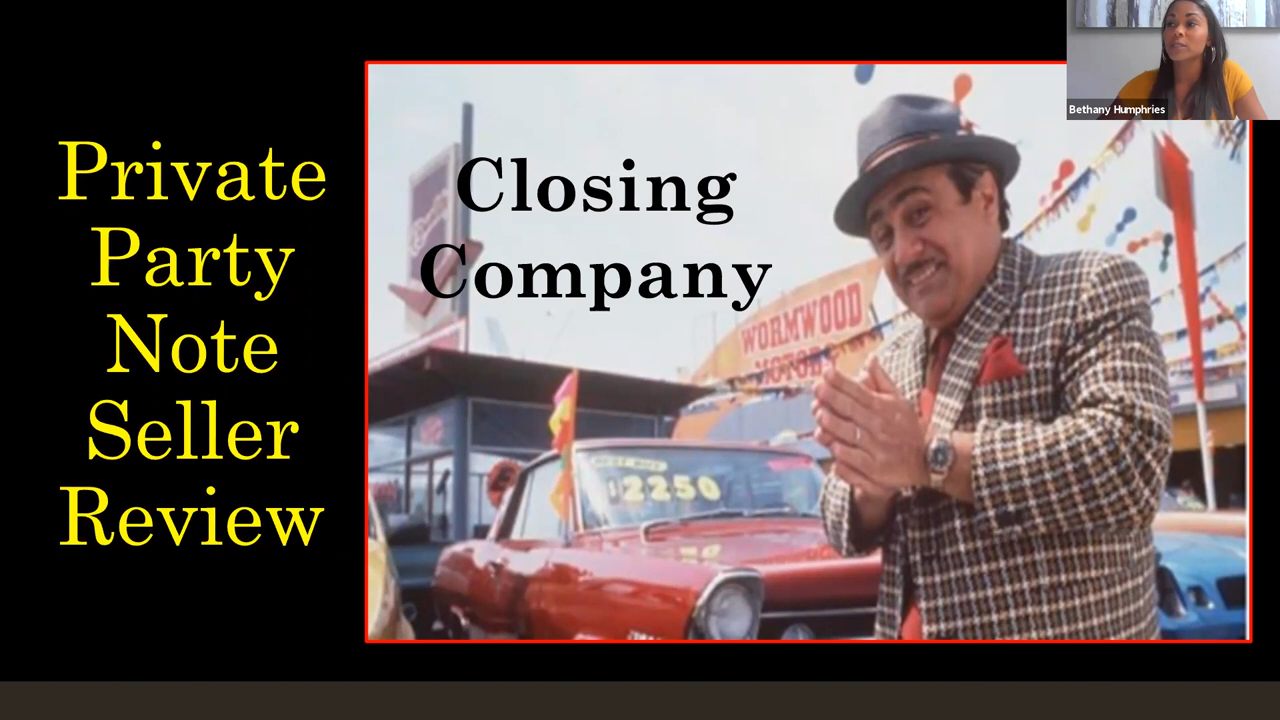 Private
Party
Note
Seller
Review
Closing
Company
WORMWOOD
MOTORS
$2250
Bethany Humphries